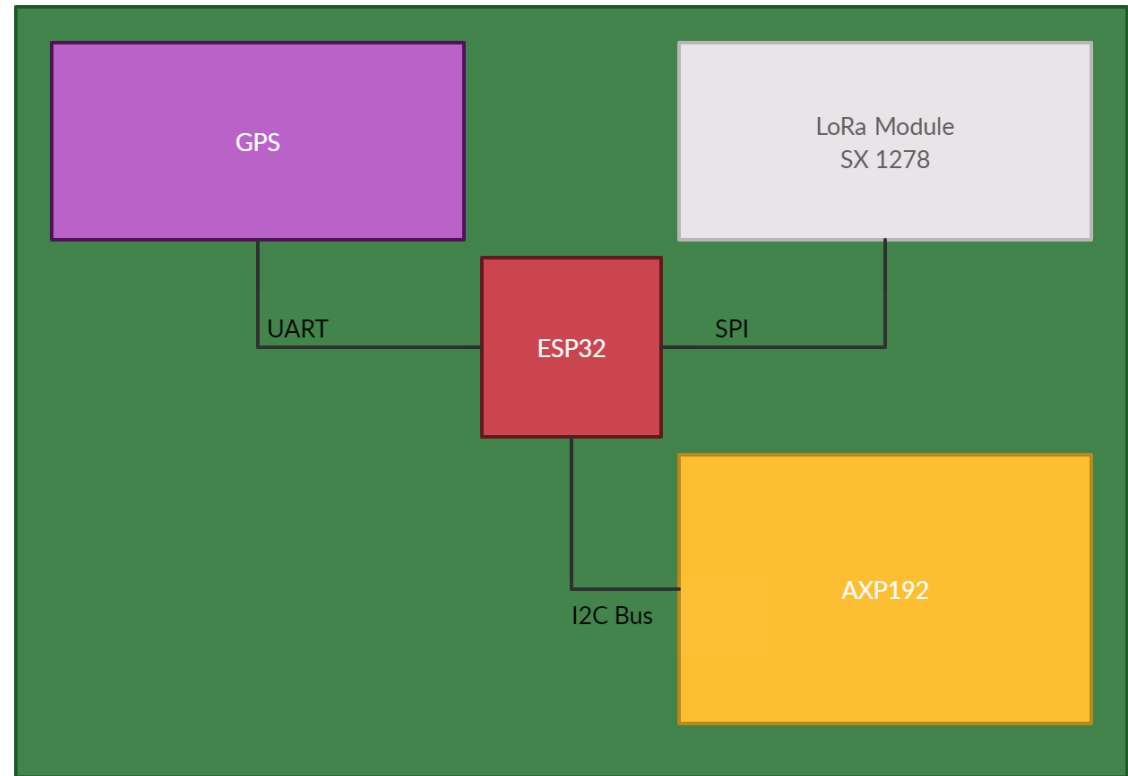 GPS
LoRa Module
SX 1278
UART
ESP32
SPI
I2C Bus
AXP192